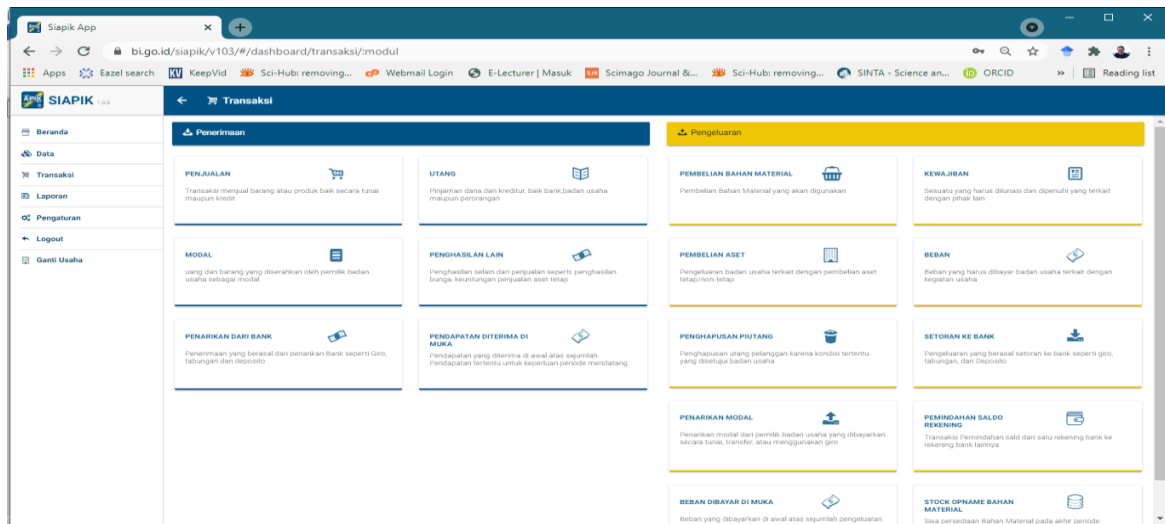 Siapik App
bi.go.id/siapik/v103/#/dashboard/transaksi/:modul
Apps Eazel search KeepVid Sci-Hub: removing... Webmail Login E-Lecturer | Masuk Scimago Journal &... Sci-Hub: removing... SINTA - Science an... ORCID » Reading list
SIAPIK
Transaksi
Beranda
Data
Transaksi
Laporan
Pengaturan
Logout
Ganti Usaha
Penerimaan
PENJUALAN
Transaksi menjual barang atau produk baik secara tunai
maupun kredit
UTANG
Pinjaman dana dari kreditur, baik bank,badan usaha
maupun perorangan
MODAL
uang dan barang yang diserahkan oleh pemilik badan
usaha sebagai modal
PENGHASILAN LAIN
Penghasilan selain dari penjualan seperti penghasilan
bunga, keuntungan penjualan aset tetap
PENARIKAN DARI BANK
Penerimaan yang berasal dari penarikan Bank seperti Giro,
tabungan dan deposito
PENDAPATAN DITERIMA DI
MUKA
Pendapatan yang diterima di awal atas sejumlah
Pendapatan tertentu untuk keperluan periode mendatang
Pengeluaran
PEMBELIAN BAHAN MATERIAL
Pembelian Bahan Material yang akan digunakan
KEWAJIBAN
Sesuatu yang harus dilunasi dan dipenuhi yang terkait
dengan pihak lain
PEMBELIAN ASET
Pengeluaran badan usaha terkait dengan pembelian aset
tetap/non-tetap
BEBAN
Beban yang harus dibayar badan usaha terkait dengan
kegiatan usaha
PENGHAPUSAN PIUTANG
Penghapusan utang pelanggan karena kondisi tertentu
yang disetujui badan usaha
SETORAN KE BANK
Pengeluaran yang berasal setoran ke bank seperti giro,
tabungan, dan Deposito
PENARIKAN MODAL
Penarikan modal dari pemilik badan usaha yang dibayarkan
secara tunai, transfer, atau menggunakan giro
PEMINDAHAN SALDO
REKENING
Transaksi Pemindahan sald dari satu rekening bank ke
rekening bank lainnya
BEBAN DIBAYAR DI MUKA
Beban yang dibayarkan di awal atas sejumlah pengeluaran
STOCK OPNAME BAHAN
MATERIAL
Sisa persediaan Bahan Material pada akhir periode